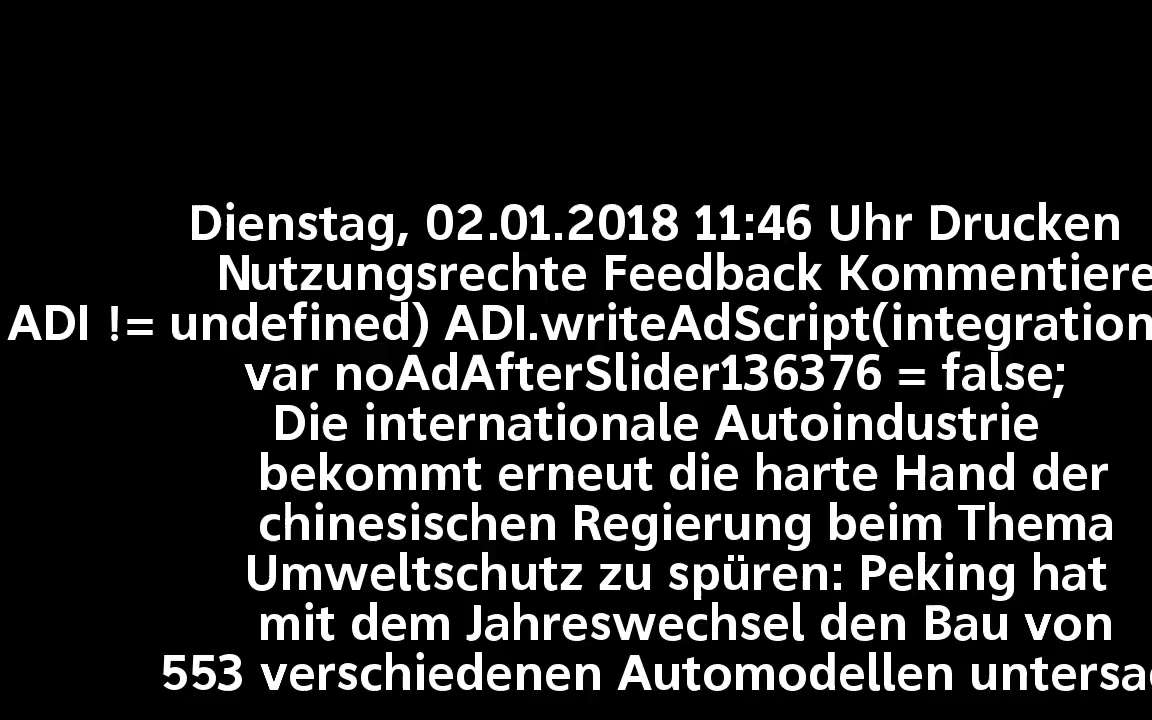 Dienstag, 02.01.2018 11:46 Uhr Drucken
Nutzungsrechte Feedback Kommentiere
ADI != undefined) ADI.writeAdScript(integration
var noAdAfterSlider136376 = false;
Die internationale Autoindustrie
bekommt erneut die harte Hand der
chinesischen Regierung beim Thema
Umweltschutz zu spüren: Peking hat
mit dem Jahreswechsel den Bau von
553 verschiedenen Automodellen untersa